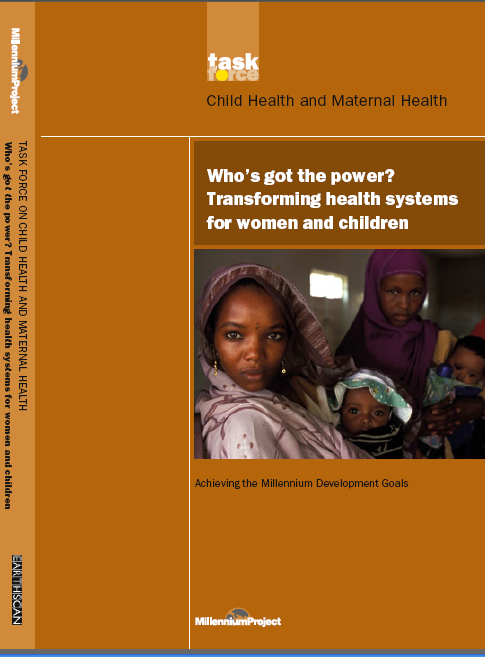 MillenniumProject
TASK FORCE ON CHILD HEALTH AND MATERNAL HEALTH
Who's got the power? Transforming health systems for women and children
EARTHSCAN
task
force
Child Health and Maternal Health
Who's got the power?
Transforming health systems
for women and children
Achieving the Millennium Development Goals
MillenniumProject